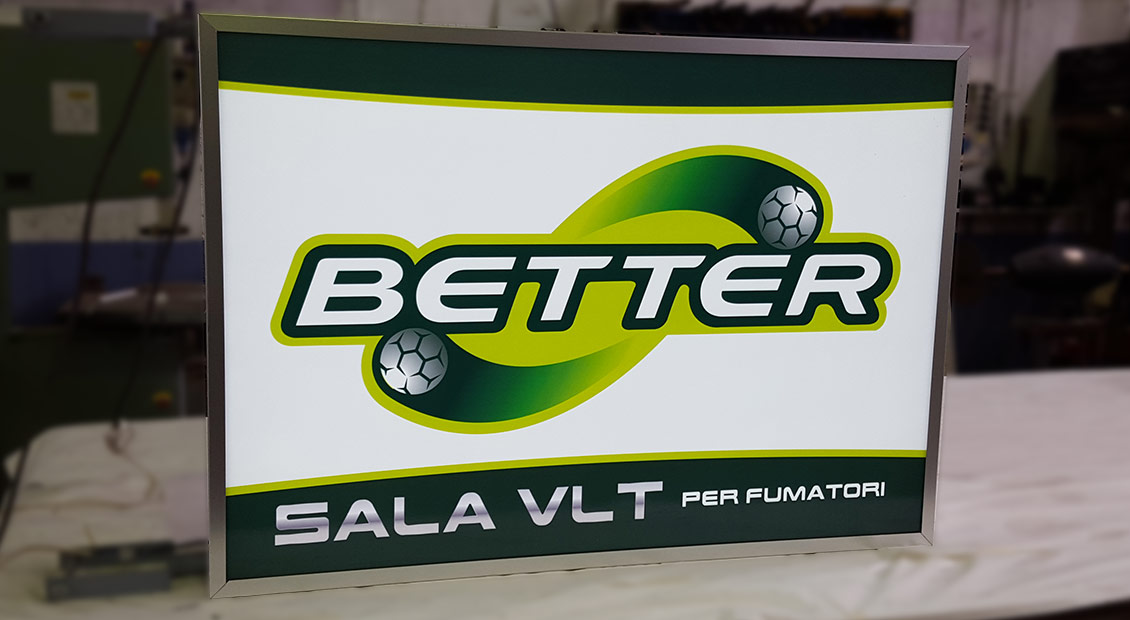 BETTER
SALA VLT PER FUMATORI